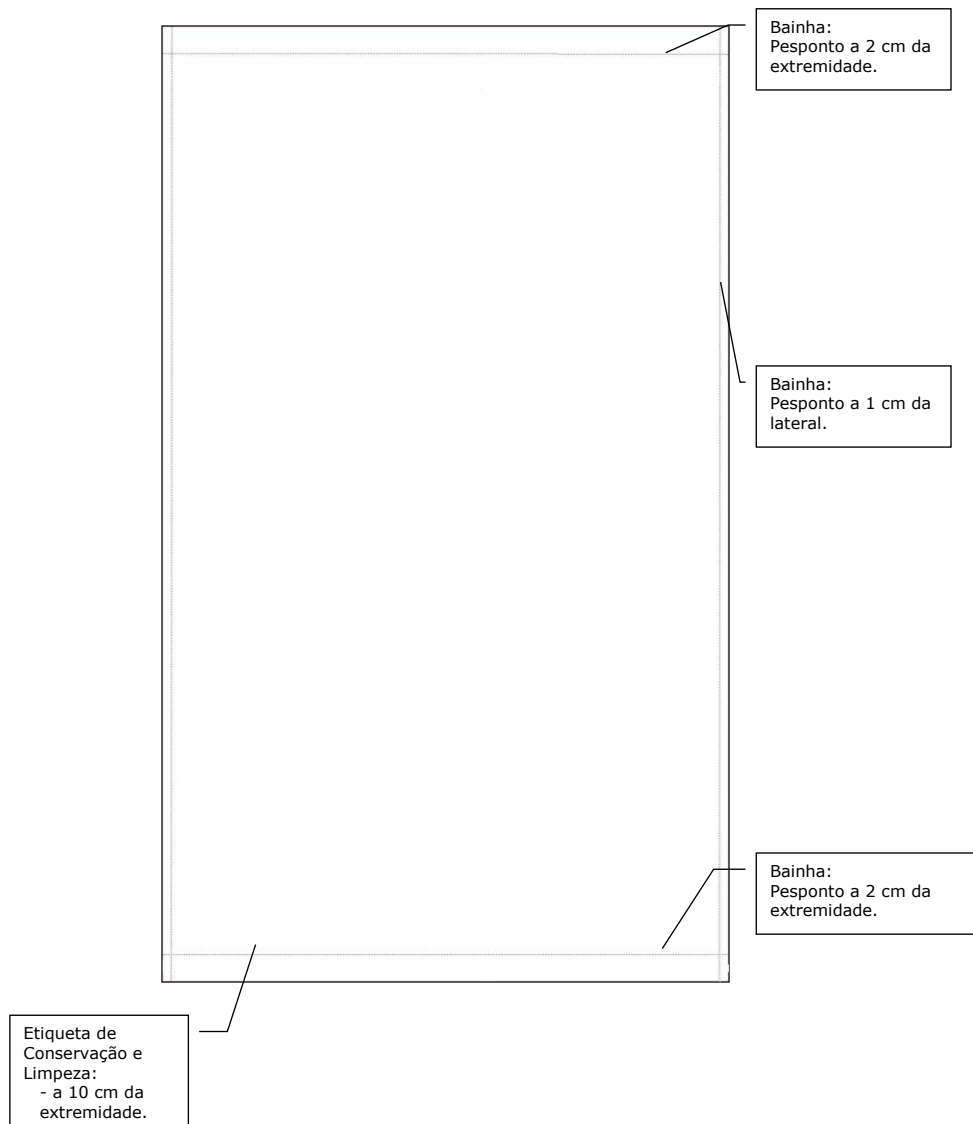 Bainha:
Pesponto a 2 cm da
extremidade.
Bainha:
Pesponto a 1 cm da
lateral.
Bainha:
Pesponto a 2 cm da
extremidade.
Etiqueta de
Conservação e
Limpeza:
- a 10 cm da
extremidade.